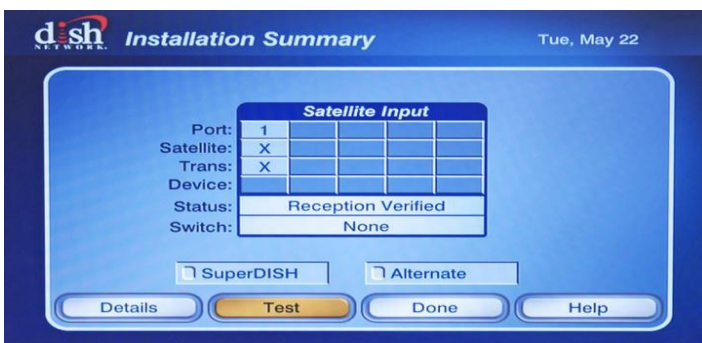 dish
NETWORK.
Installation Summary
Tue, May 22
Satellite Input
Port: 1
Satellite: X
Trans: X
Device:
Status: Reception Verified
Switch: None
SuperDISH
Alternate
Details
Test
Done
Help